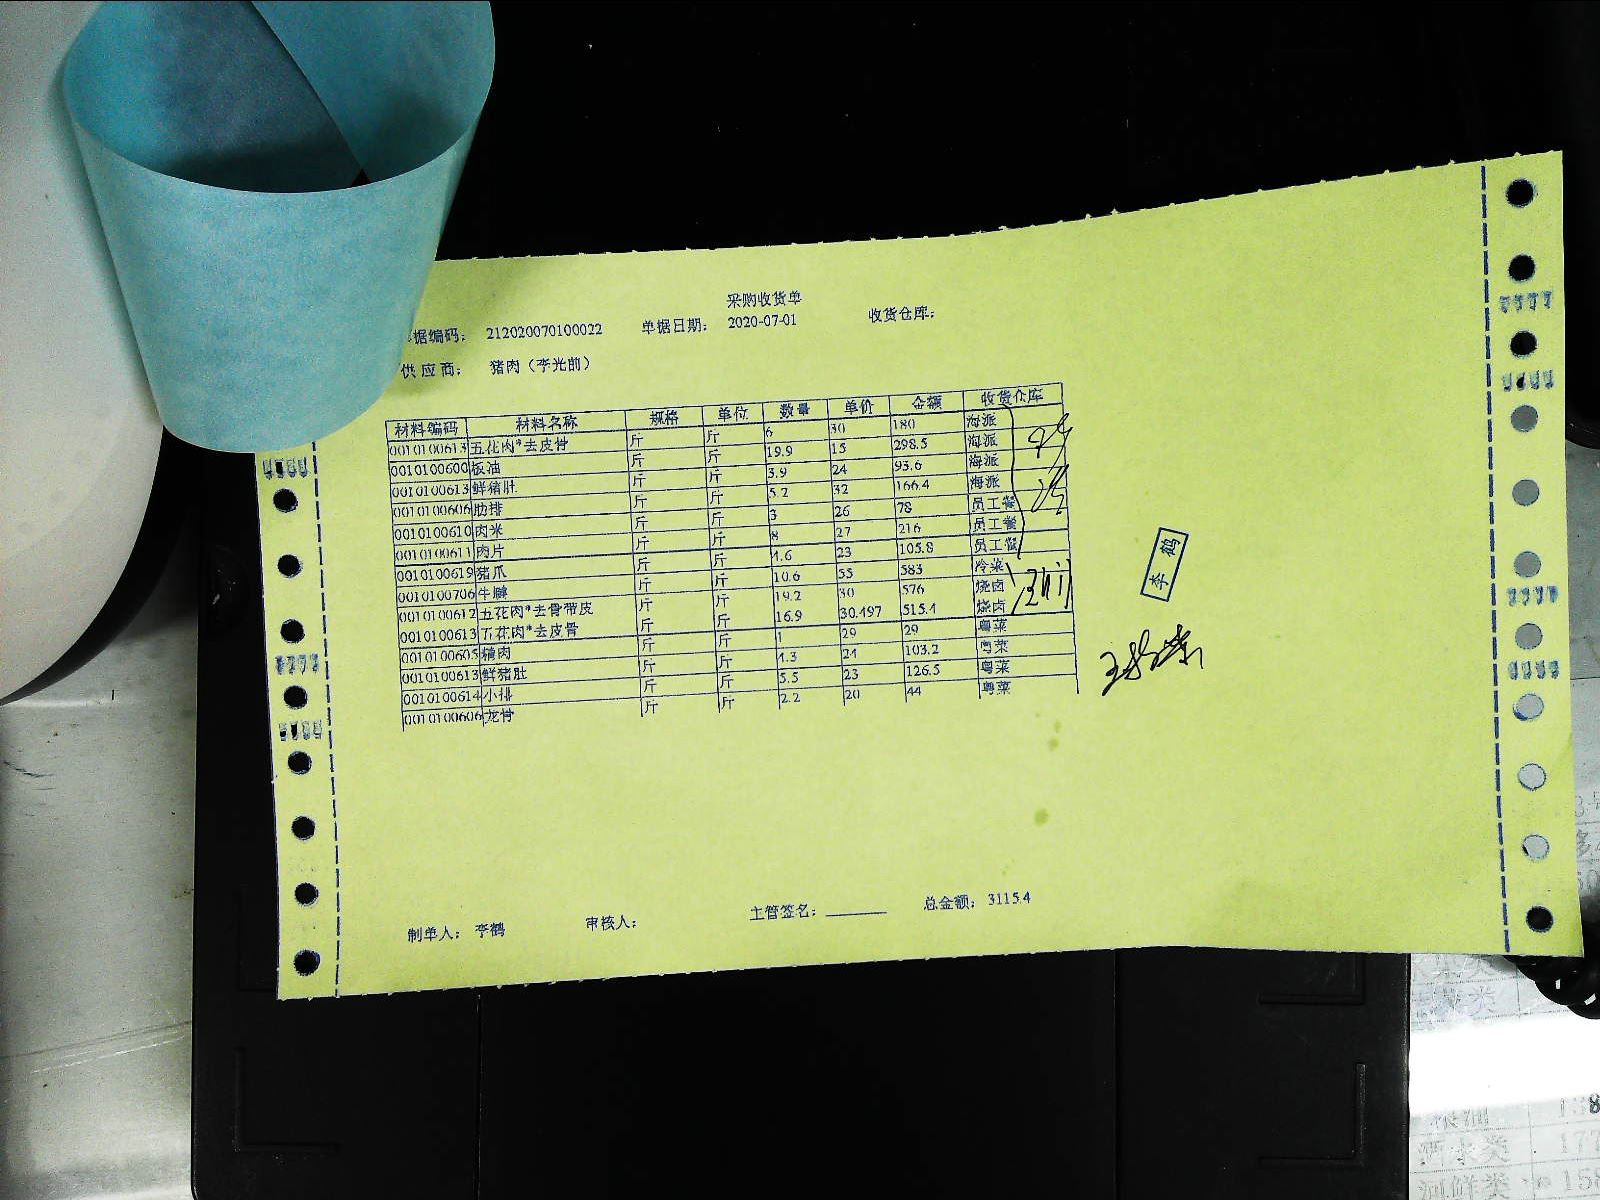 采购收货单
据编码: 212020070100022 单据日期: 2020-07-01 收货仓库:
供应商: 猪肉(李光前)
材料编码 材料名称 规格 单位 数量 单价 金额 收货仓库
0010100613 五花肉*去皮骨 斤 斤 6 30 180 海派
0010100600 板油 斤 斤 19.9 15 298.5 海派
0010100613 鲜猪肚 斤 斤 3.9 24 93.6 海派
0010100606 肋排 斤 斤 5.2 32 166.4 海派
0010100610 肉米 斤 斤 3 26 78 员工餐
0010100611 肉片 斤 斤 8 27 216 员工餐
0010100619 猪爪 斤 斤 4.6 23 105.8 员工餐
0010100706 牛腱 斤 斤 10.6 55 583 冷菜
0010100612 五花肉*去骨带皮 斤 斤 19.2 30 576 烧卤
0010100613 五花肉*去皮骨 斤 斤 16.9 30.497 515.4 烧卤
0010100605 精肉 斤 斤 1 29 29 粤菜
0010100613 鲜猪肚 斤 斤 4.3 24 103.2 粤菜
0010100614 小排 斤 斤 5.5 23 126.5 粤菜
0010100606 龙骨 斤 斤 2.2 20 44 粤菜
李鹤
制单人: 李鹤 审核人: 主管签名: 总金额: 3115.4
酒水类 177
河鲜类 158